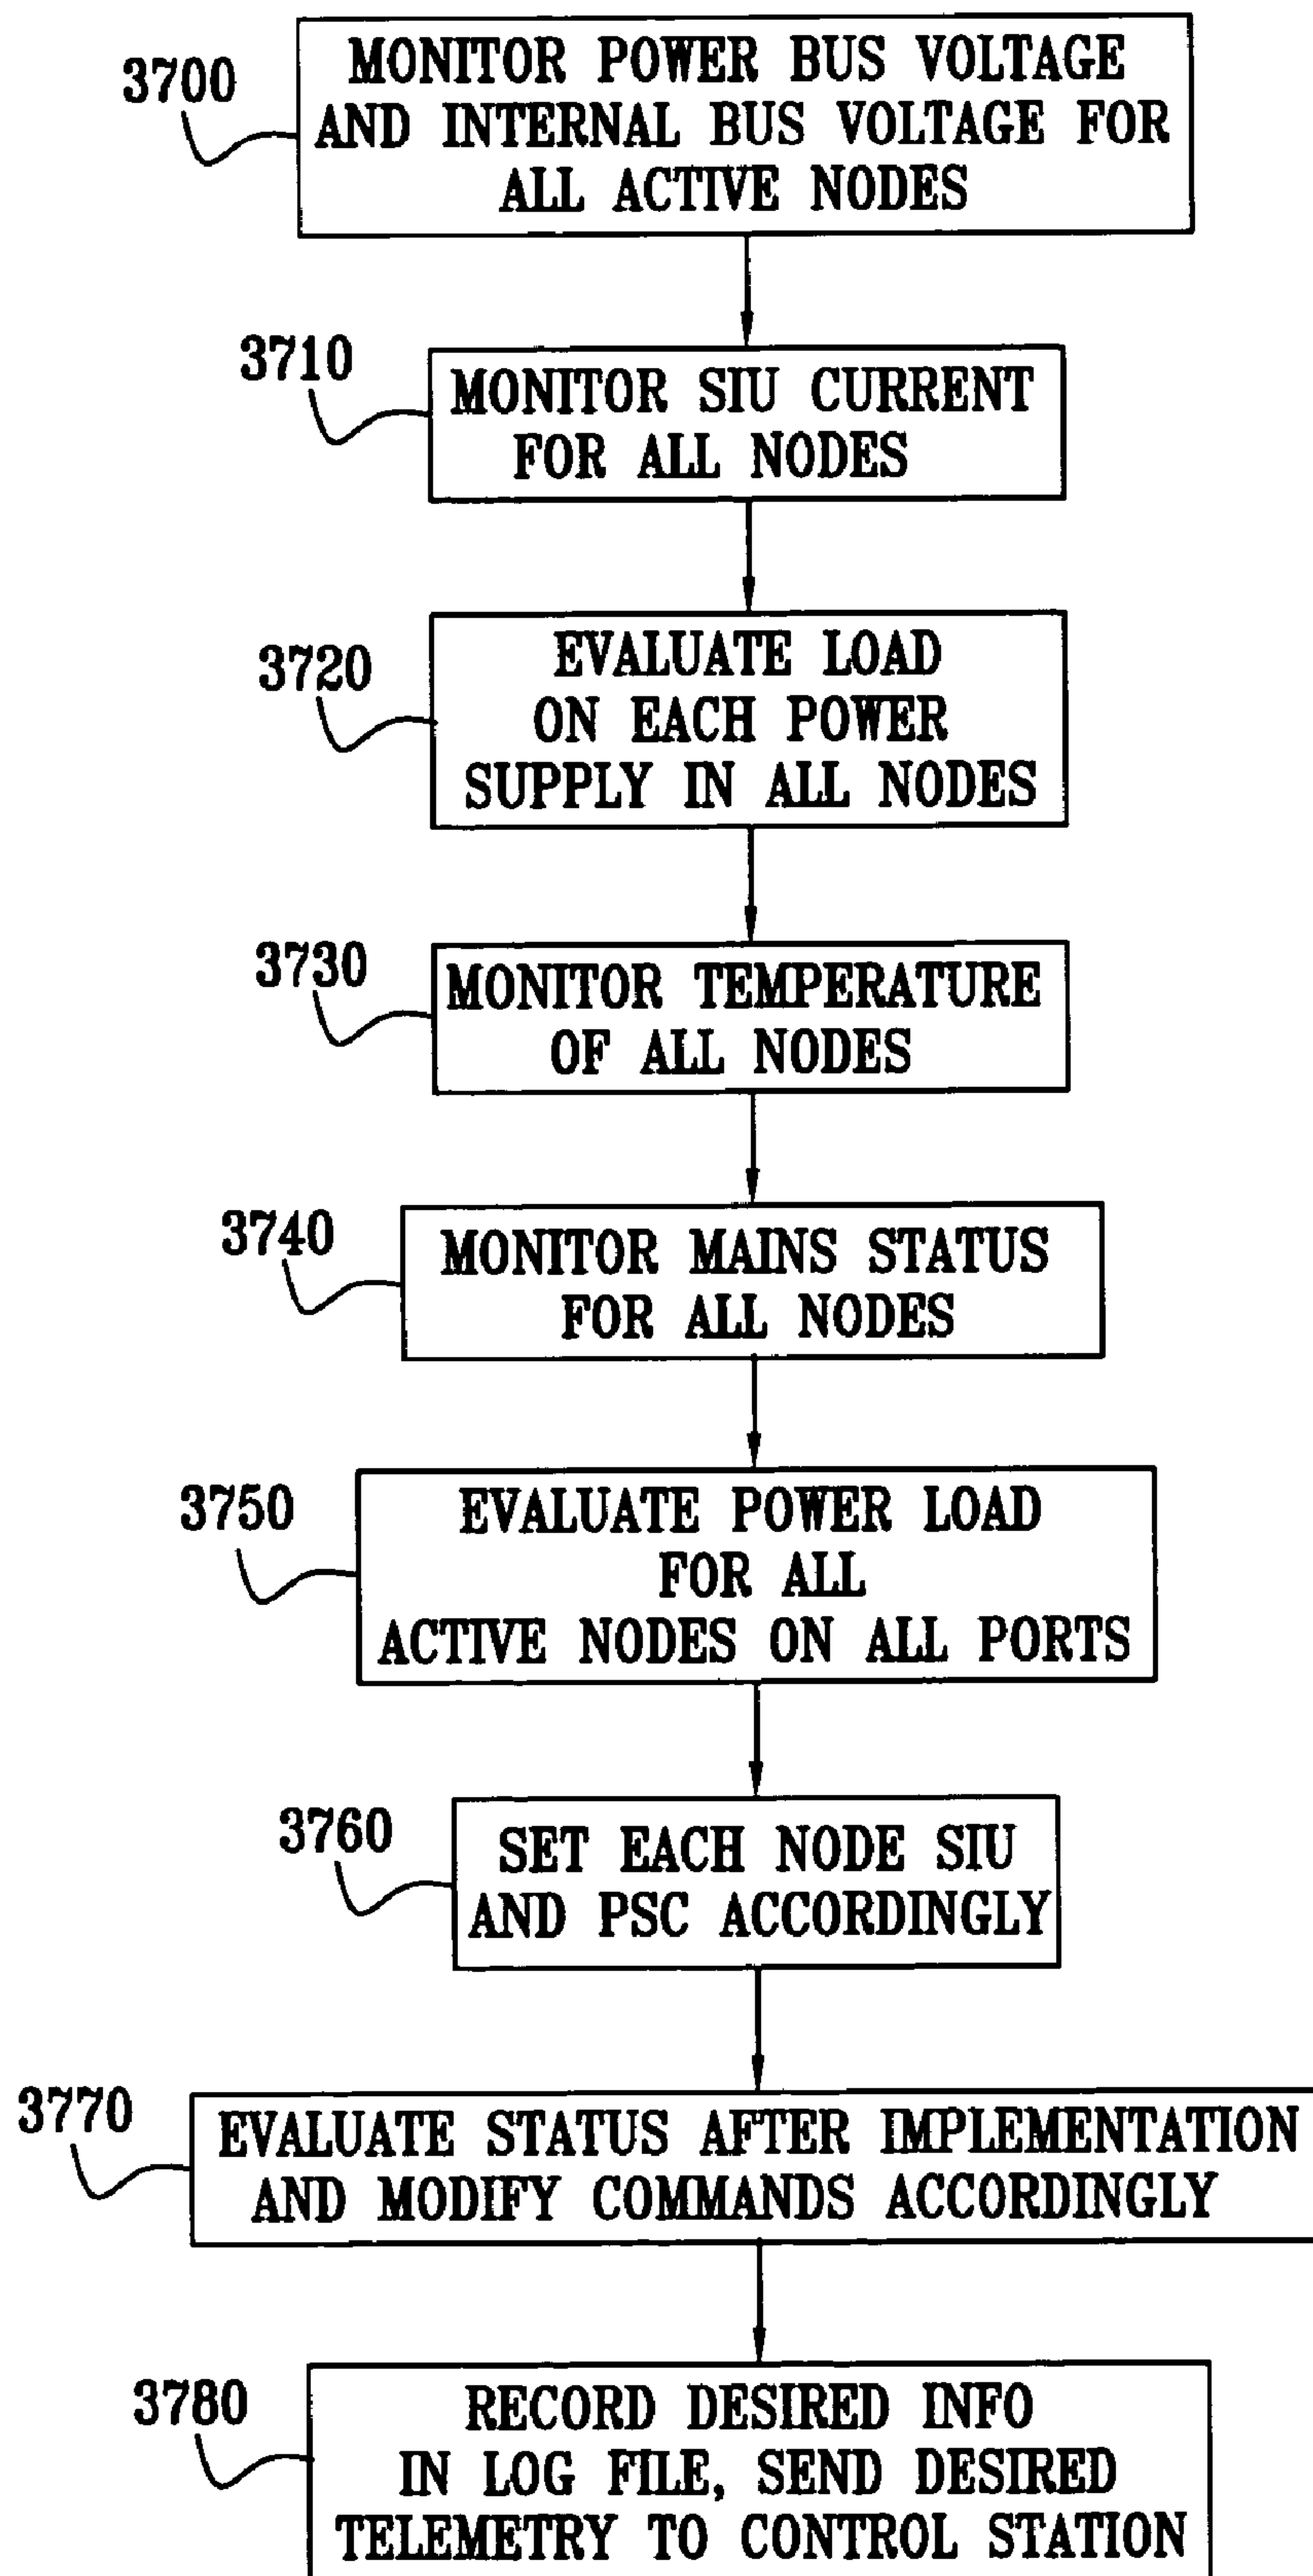 3700
MONITOR POWER BUS VOLTAGE
AND INTERNAL BUS VOLTAGE FOR
ALL ACTIVE NODES
3710
MONITOR SIU CURRENT
FOR ALL NODES
3720
EVALUATE LOAD
ON EACH POWER
SUPPLY IN ALL NODES
3730
MONITOR TEMPERATURE
OF ALL NODES
3740
MONITOR MAINS STATUS
FOR ALL NODES
3750
EVALUATE POWER LOAD
FOR ALL
ACTIVE NODES ON ALL PORTS
3760
SET EACH NODE SIU
AND PSC ACCORDINGLY
3770
EVALUATE STATUS AFTER IMPLEMENTATION
AND MODIFY COMMANDS ACCORDINGLY
3780
RECORD DESIRED INFO
IN LOG FILE, SEND DESIRED
TELEMETRY TO CONTROL STATION